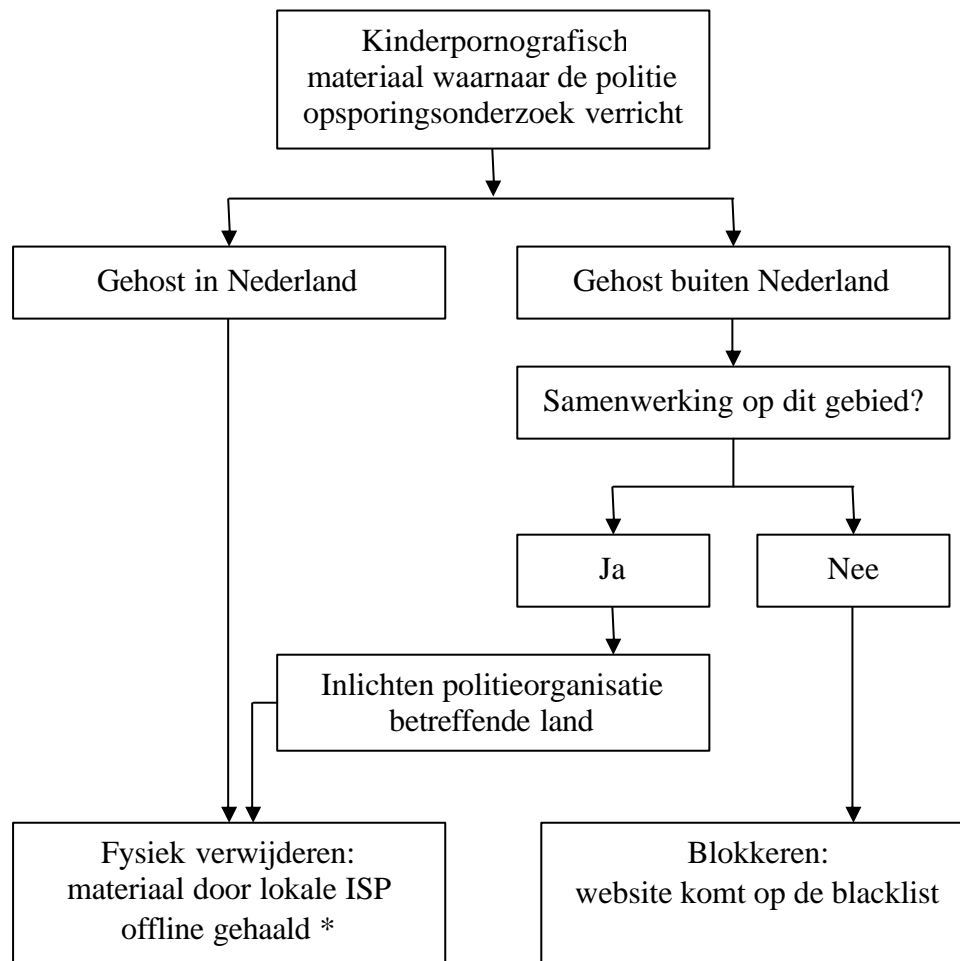 Kinderpornografisch
materiaal waarnaar de politie
opsporingsonderzoek verricht
Gehost in Nederland
Gehost buiten Nederland
Samenwerking op dit gebied?
Ja
Nee
Inlichten politieorganisatie
betreffende land
Fysiek verwijderen:
materiaal door lokale ISP
offline gehaald *
Blokkeren:
website komt op de blacklist